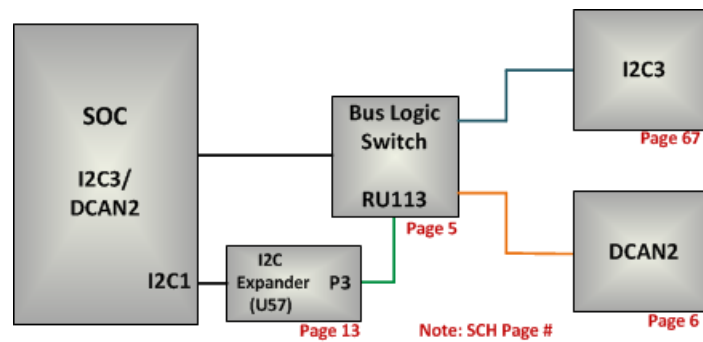 SOC
I2C3/
DCAN2
I2C1
I2C
Expander
(U57)
P3
Page 13
Bus Logic
Switch
RU113
Page 5
I2C3
Page 67
DCAN2
Page 6
Note: SCH Page #